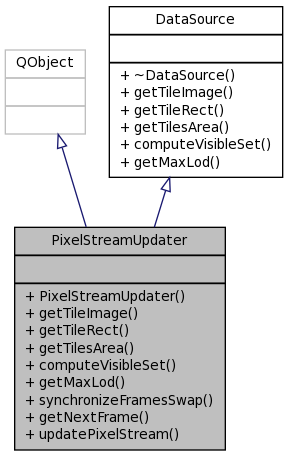 DataSource
QObject
+ ~DataSource()
+ getTileImage()
+ getTileRect()
+ getTilesArea()
+ computeVisibleSet()
+ getMaxLod()
PixelStreamUpdater
+ PixelStreamUpdater()
+ getTileImage()
+ getTileRect()
+ getTilesArea()
+ computeVisibleSet()
+ getMaxLod()
+ synchronizeFramesSwap()
+ getNextFrame()
+ updatePixelStream()